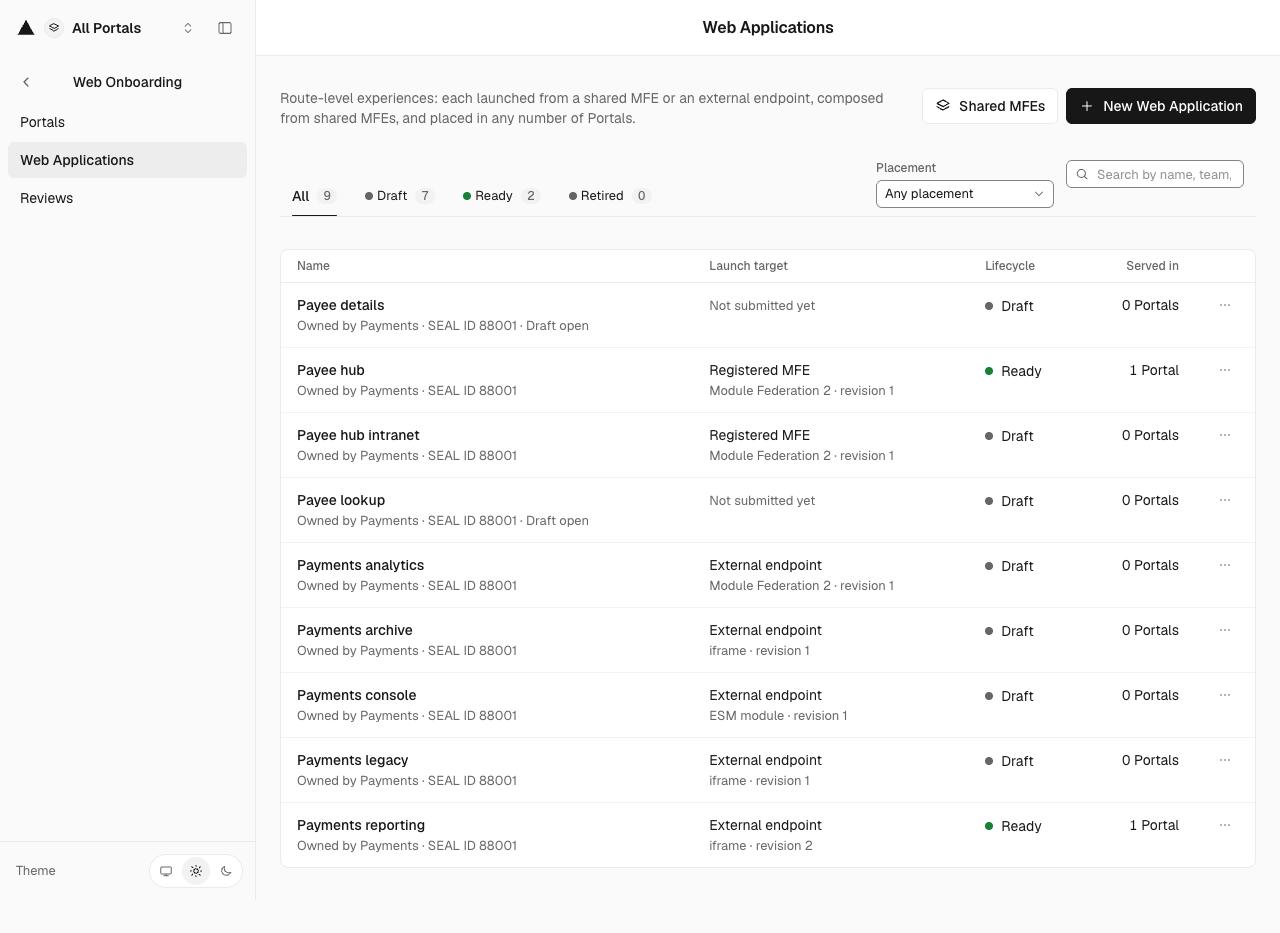 All Portals
Web Onboarding
Portals
Web Applications
Reviews
Theme
Web Applications
Route-level experiences: each launched from a shared MFE or an external endpoint, composed
from shared MFEs, and placed in any number of Portals.
Shared MFEs
New Web Application
All 9
Draft 7
Ready 2
Retired 0
Placement
Any placement
Search by name, team,
Name Launch target Lifecycle Served in
Payee details Not submitted yet Draft 0 Portals
Owned by Payments · SEAL ID 88001 · Draft open
Payee hub Registered MFE Ready 1 Portal
Owned by Payments · SEAL ID 88001 Module Federation 2 · revision 1
Payee hub intranet Registered MFE Draft 0 Portals
Owned by Payments · SEAL ID 88001 Module Federation 2 · revision 1
Payee lookup Not submitted yet Draft 0 Portals
Owned by Payments · SEAL ID 88001 · Draft open
Payments analytics External endpoint Draft 0 Portals
Owned by Payments · SEAL ID 88001 Module Federation 2 · revision 1
Payments archive External endpoint Draft 0 Portals
Owned by Payments · SEAL ID 88001 iframe · revision 1
Payments console External endpoint Draft 0 Portals
Owned by Payments · SEAL ID 88001 ESM module · revision 1
Payments legacy External endpoint Draft 0 Portals
Owned by Payments · SEAL ID 88001 iframe · revision 1
Payments reporting External endpoint Ready 1 Portal
Owned by Payments · SEAL ID 88001 iframe · revision 2